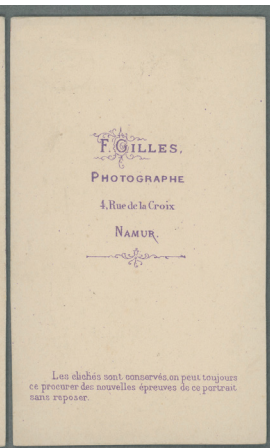 F. GILLES.
PHOTOGRAPHE
4, Rue de la Croix
NAMUR.
Les clichés sont conservés, on peut toujours
ce procurer des nouvelles épreuves de ce portrait
sans reposer.